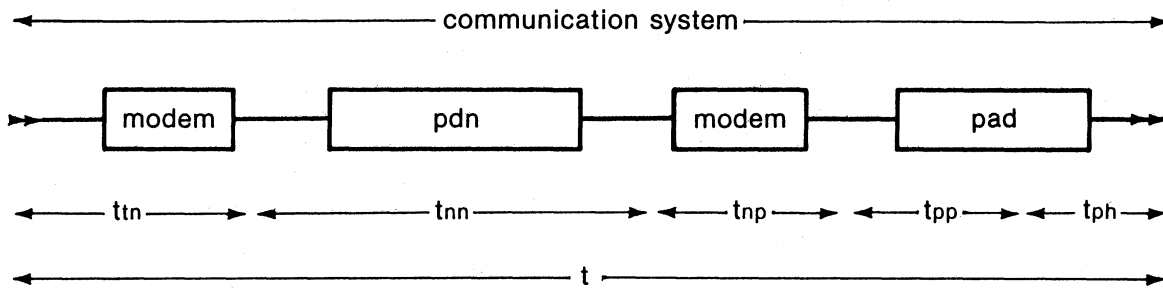 communication system
modem pdn modem pad
ttn tnn tnp tpp tph
t